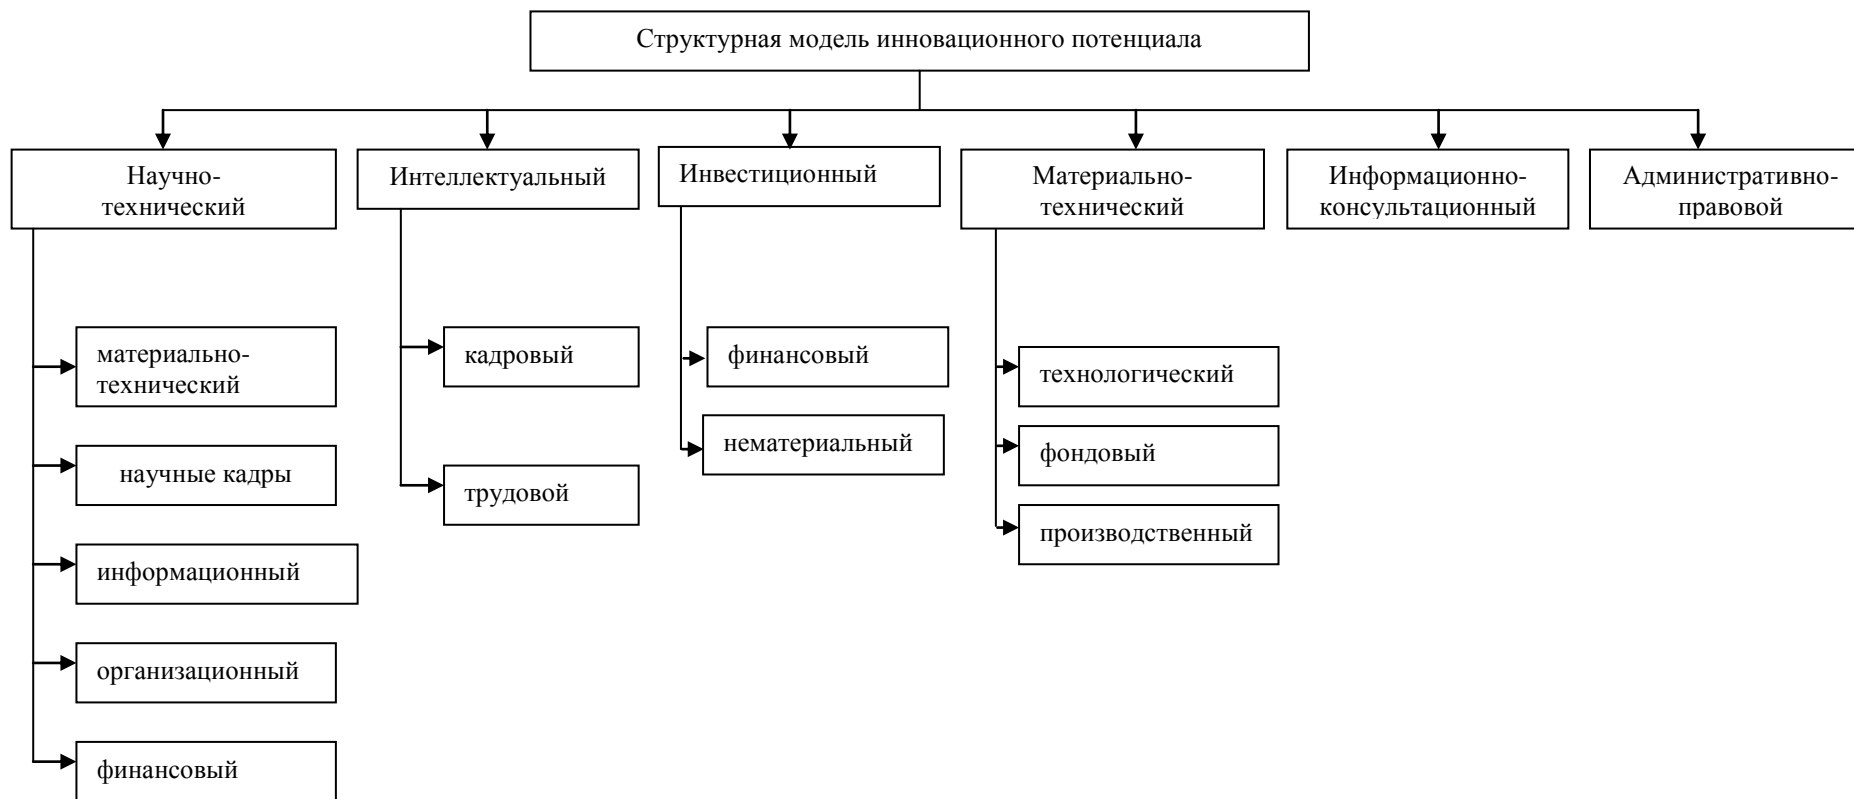 Структурная модель инновационного потенциала
Научно-
технический
Интеллектуальный
Инвестиционный
Материально-
технический
Информационно-
консультационный
Административно-
правовой
материально-
технический
научные кадры
информационный
организационный
финансовый
кадровый
трудовой
финансовый
нематериальный
технологический
фондовый
производственный